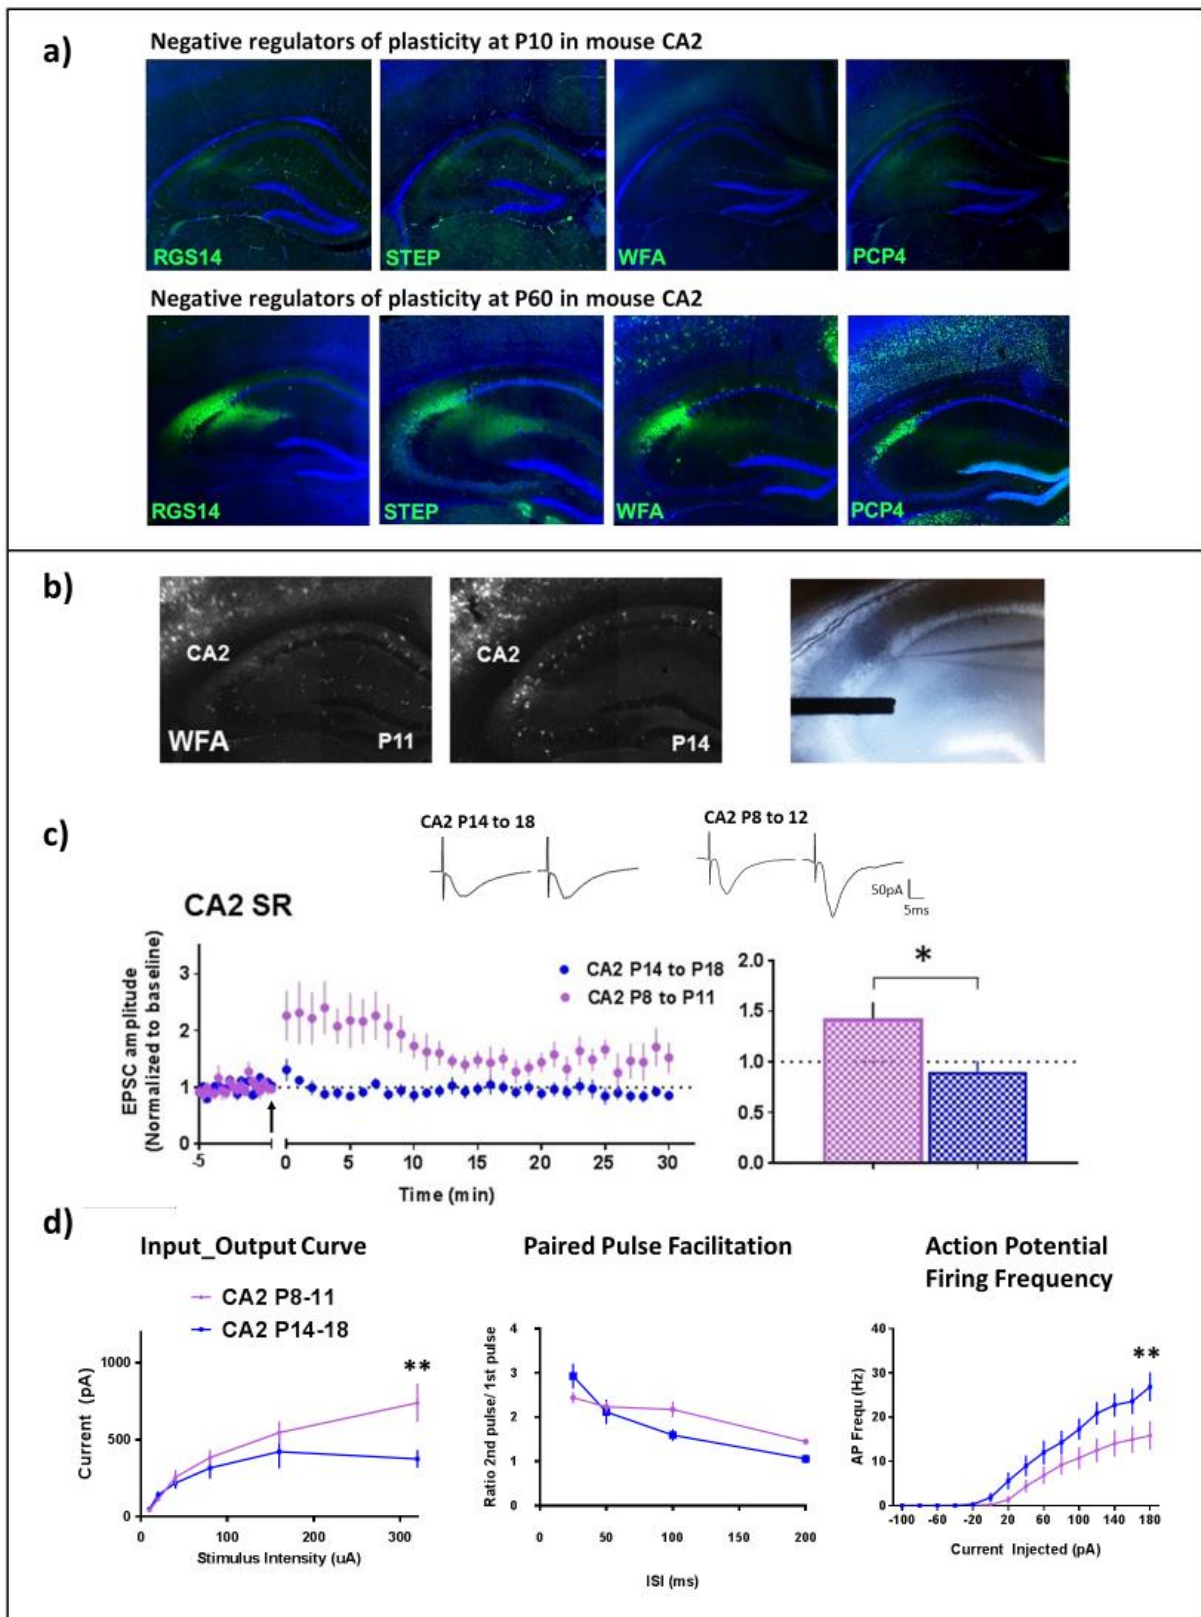 a)
Negative regulators of plasticity at P10 in mouse CA2
RGS14
STEP
WFA
PCP4
Negative regulators of plasticity at P60 in mouse CA2
RGS14
STEP
WFA
PCP4
b)
CA2
WFA
P11
CA2
P14
c)
CA2 P14 to 18
CA2 P8 to 12
50pA
5ms
CA2 SR
EPSC amplitude
(Normalized to baseline)
3
2
1
0
-5
0
5
10
15
20
25
30
Time (min)
CA2 P14 to P18
CA2 P8 to P11
2.0
1.5
1.0
0.5
0.0
*
d)
Input_Output Curve
CA2 P8-11
CA2 P14-18
**
Current (pA)
1000
500
0
0
100
200
300
Stimulus Intensity (uA)
Paired Pulse Facilitation
Ratio 2nd pulse/ 1st pulse
4
3
2
1
0
0
50
100
150
200
ISI (ms)
Action Potential
Firing Frequency
**
AP Frequ (Hz)
40
30
20
10
0
-100
-60
-20
20
60
100
140
180
Current Injected (pA)